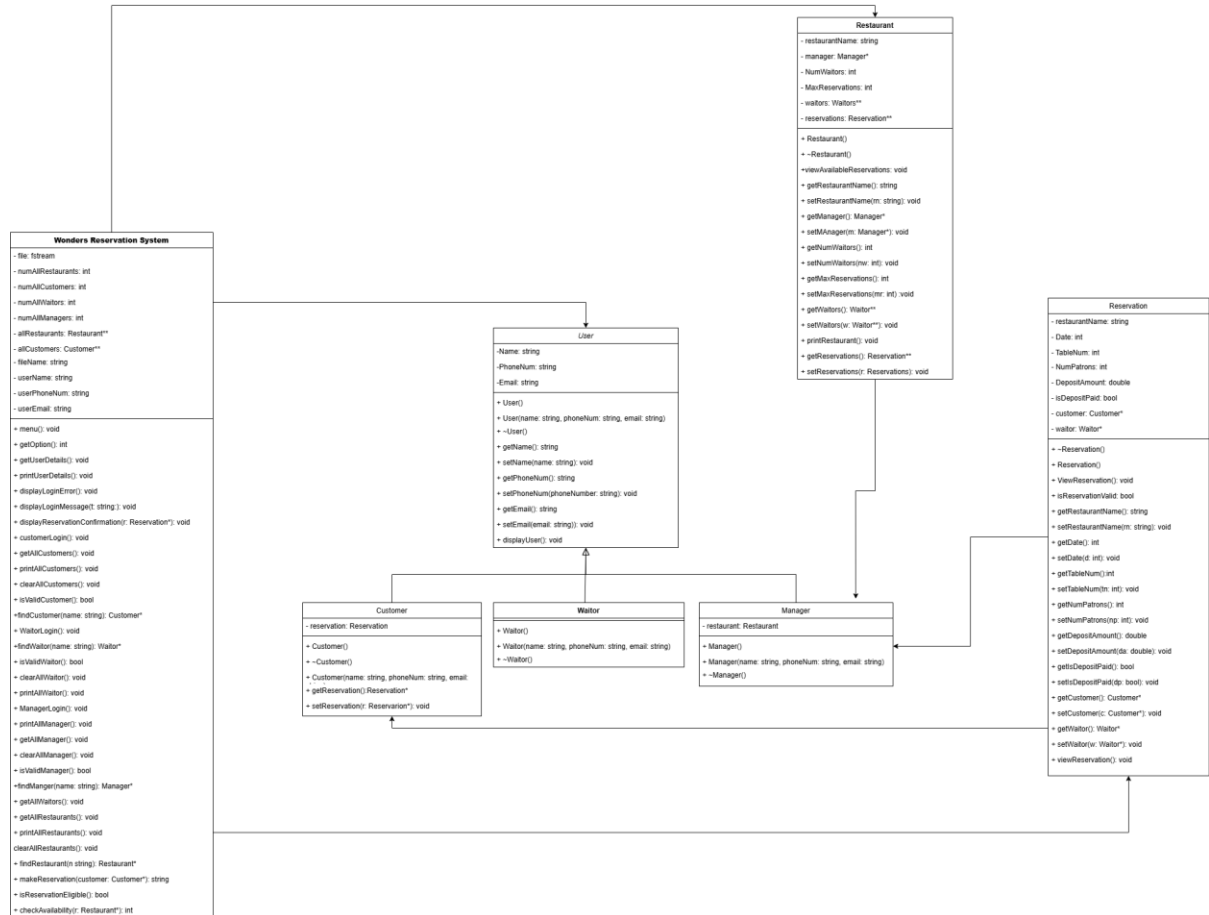 Restaurant
- restaurantName: string
- manager: Manager*
- NumWaitors: int
- MaxReservations: int
- waitors: Waitors**
- reservations: Reservation**
+ Restaurant()
+ ~Restaurant()
+viewAvailableReservations: void
+ getRestaurantName(): string
+ setRestaurantName(rn: string): void
+ getManager(): Manager*
+ setMAnager(m: Manager*): void
+ getNumWaitors(): int
+ setNumWaitors(nw: int): void
+ getMaxReservations(): int
+ setMaxReservations(mr: int) :void
+ getWaitors(): Waitor**
+ setWaitors(w: Waitor**): void
+ printRestaurant(): void
+ getReservations(): Reservation**
+ setReservations(r: Reservations): void
Wonders Reservation System
- file: fstream
- numAllRestaurants: int
- numAllCustomers: int
- numAllWaitors: int
- numAllManagers: int
- allRestaurants: Restaurant**
- allCustomers: Customer**
- fileName: string
- userName: string
- userPhoneNum: string
- userEmail: string
+ menu(): void
+ getOption(): int
+ getUserDetails(): void
+ printUserDetails(): void
+ displayLoginError(): void
+ displayLoginMessage(t: string:): void
+ displayReservationConfirmation(r: Reservation*): void
+ customerLogin(): void
+ getAllCustomers(): void
+ printAllCustomers(): void
+ clearAllCustomers(): void
+ isValidCustomer(): bool
+findCustomer(name: string): Customer*
+ WaitorLogin(): void
+findWaitor(name: string): Waitor*
+ isValidWaitor(): bool
+ clearAllWaitor(): void
+ printAllWaitor(): void
+ ManagerLogin(): void
+ printAllManager(): void
+ getAllManager(): void
+ clearAllManager(): void
+ isValidManager(): bool
+findManger(name: string): Manager*
+ getAllWaitors(): void
+ getAllRestaurants(): void
+ printAllRestaurants(): void
clearAllRestaurants(): void
+ findRestaurant(n string): Restaurant*
+ makeReservation(customer: Customer*): string
+ isReservationEligible(): bool
+ checkAvailability(r: Restaurant*): int
User
-Name: string
-PhoneNum: string
-Email: string
+ User()
+ User(name: string, phoneNum: string, email: string)
+ ~User()
+ getName(): string
+ setName(name: string): void
+ getPhoneNum(): string
+ setPhoneNum(phoneNumber: string): void
+ getEmail(): string
+ setEmail(email: string)): void
+ displayUser(): void
Customer
- reservation: Reservation
+ Customer()
+ ~Customer()
+ Customer(name: string, phoneNum: string, email:
+ getReservation():Reservation*
+ setReservation(r: Reservarion*): void
Waitor
+ Waitor()
+ Waitor(name: string, phoneNum: string, email: string)
+ ~Waitor()
Manager
- restaurant: Restaurant
+ Manager()
+ Manager(name: string, phoneNum: string, email: string)
+ ~Manager()
Reservation
- restaurantName: string
- Date: int
- TableNum: int
- NumPatrons: int
- DepositAmount: double
- isDepositPaid: bool
- customer: Customer*
- waitor: Waitor*
+ ~Reservation()
+ Reservation()
+ ViewReservation(): void
+ isReservationValid: bool
+ getRestaurantName(): string
+ setRestaurantName(rn: string): void
+ getDate(): int
+ setDate(d: int): void
+ getTableNum():int
+ setTableNum(tn: int): void
+ getNumPatrons(): int
+ setNumPatrons(np: int): void
+ getDepositAmount(): double
+ setDepositAmount(da: double): void
+ getIsDepositPaid(): bool
+ setIsDepositPaid(dp: bool): void
+ getCustomer(): Customer*
+ setCustomer(c: Customer*): void
+ getWaitor(): Waitor*
+ setWaitor(w: Waitor*): void
+ viewReservation(): void